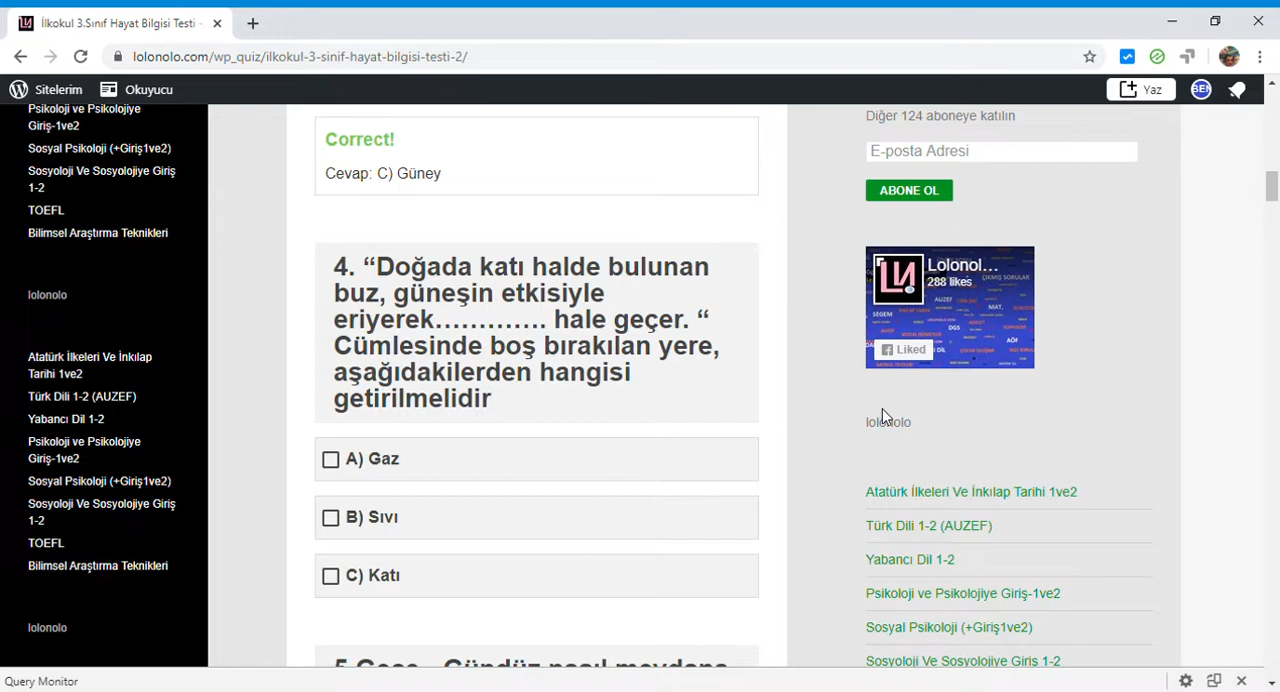 İlkokul 3.Sınıf Hayat Bilgisi Testi -
lolonolo.com/wp_quiz/ilkokul-3-sinif-hayat-bilgisi-testi-2/
Sitelerim
Okuyucu
Yaz
BEN
Psikoloji ve Psikolojiye
Giriş-1ve2
Sosyal Psikoloji (+Giriş1ve2)
Sosyoloji Ve Sosyolojiye Giriş
1-2
TOEFL
Bilimsel Araştırma Teknikleri
lolonolo
Atatürk İlkeleri Ve İnkılap
Tarihi 1ve2
Türk Dili 1-2 (AUZEF)
Yabancı Dil 1-2
Psikoloji ve Psikolojiye
Giriş-1ve2
Sosyal Psikoloji (+Giriş1ve2)
Sosyoloji Ve Sosyolojiye Giriş
1-2
TOEFL
Bilimsel Araştırma Teknikleri
lolonolo
Correct!
Cevap: C) Güney
4. “Doğada katı halde bulunan
buz, güneşin etkisiyle
eriyerek…………. hale geçer. “
Cümlesinde boş bırakılan yere,
aşağıdakilerden hangisi
getirilmelidir
A) Gaz
B) Sıvı
C) Katı
5.Gece – Gündüz nasıl meydana
Diğer 124 aboneye katılın
E-posta Adresi
ABONE OL
Lolonol...
288 likes
Liked
lolonolo
Atatürk İlkeleri Ve İnkılap Tarihi 1ve2
Türk Dili 1-2 (AUZEF)
Yabancı Dil 1-2
Psikoloji ve Psikolojiye Giriş-1ve2
Sosyal Psikoloji (+Giriş1ve2)
Sosyoloji Ve Sosyolojiye Giriş 1-2
Query Monitor